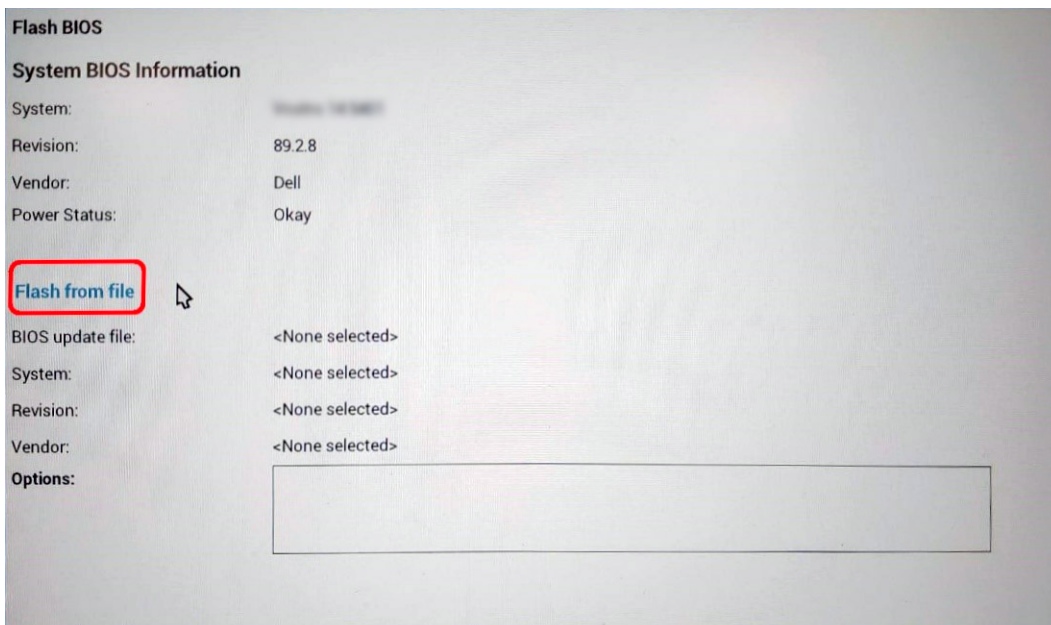 Flash BIOS
System BIOS Information
System:
Revision: 89.2.8
Vendor: Dell
Power Status: Okay
Flash from file
BIOS update file: <None selected>
System: <None selected>
Revision: <None selected>
Vendor: <None selected>
Options: